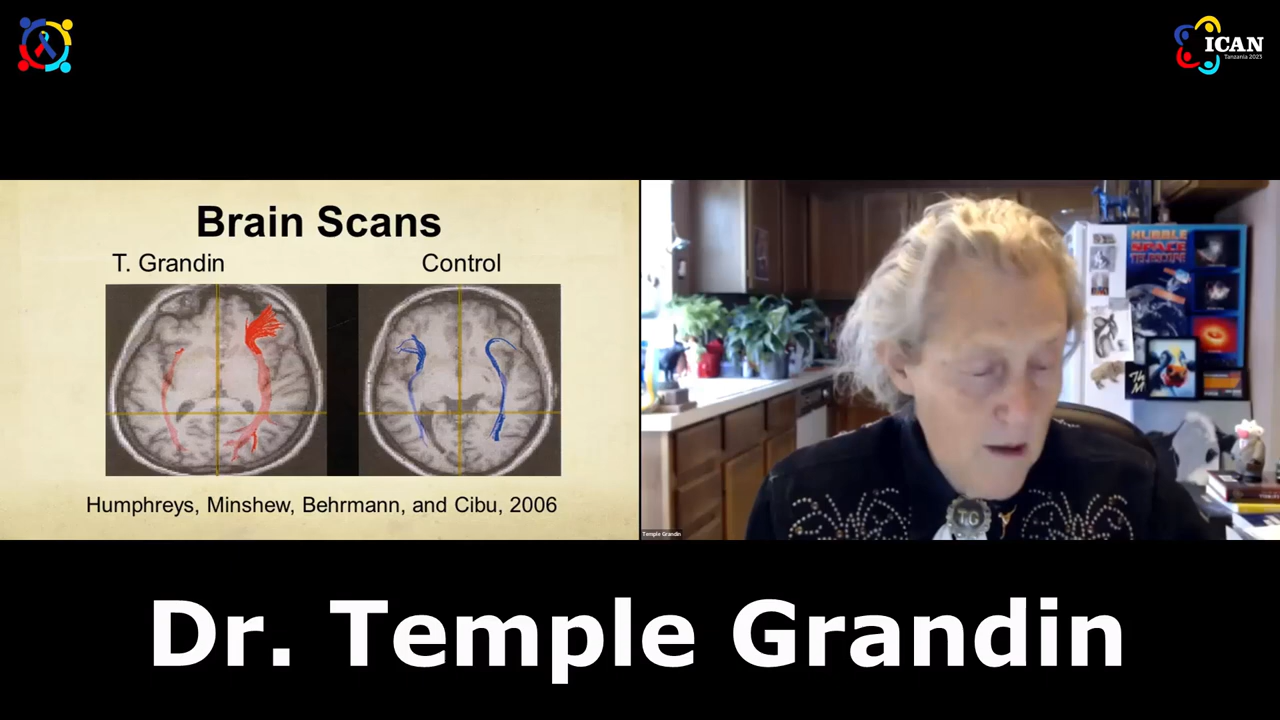 ICAN
Tanzania 2023
Brain Scans
T. Grandin
Control
Humphreys, Minshew, Behrmann, and Cibu, 2006
HUBBLE
SPACE
TELESCOPE
TG
Temple Grandin
Dr. Temple Grandin